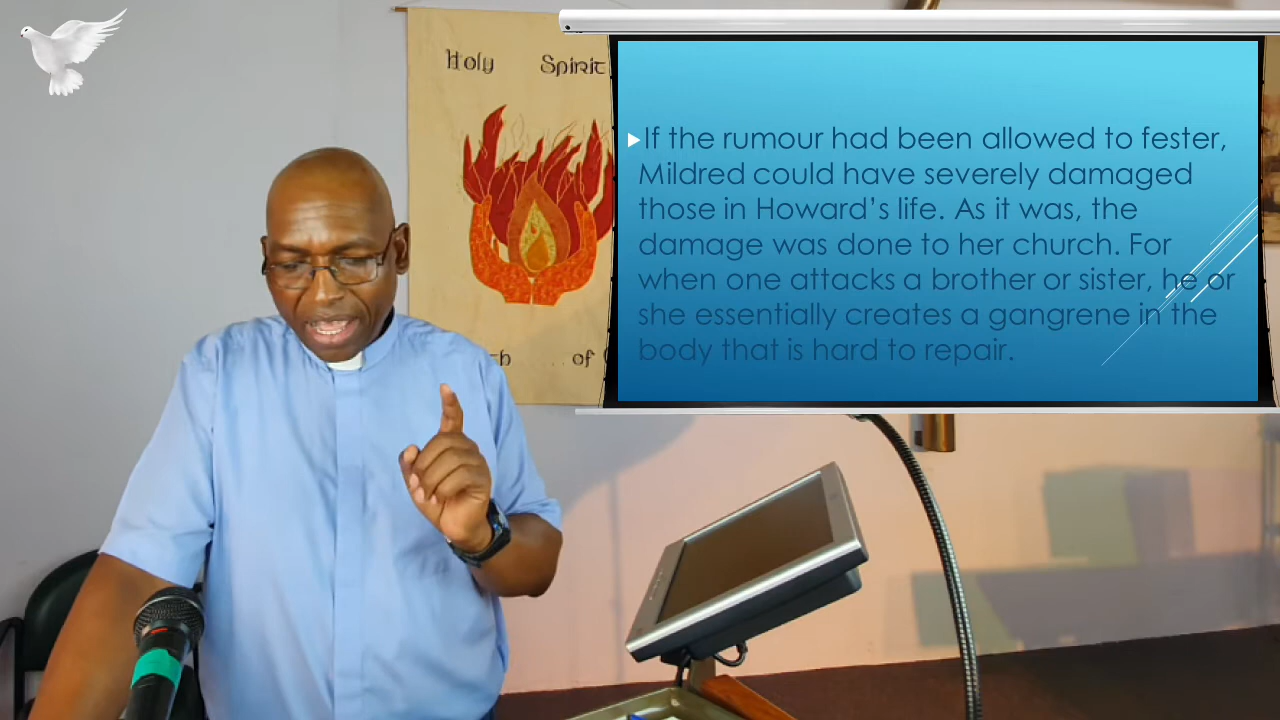 Holy Spirit
If the rumour had been allowed to fester,
Mildred could have severely damaged
those in Howard's life. As it was, the
damage was done to her church. For
when one attacks a brother or sister, he or
she essentially creates a gangrene in the
body that is hard to repair.
of